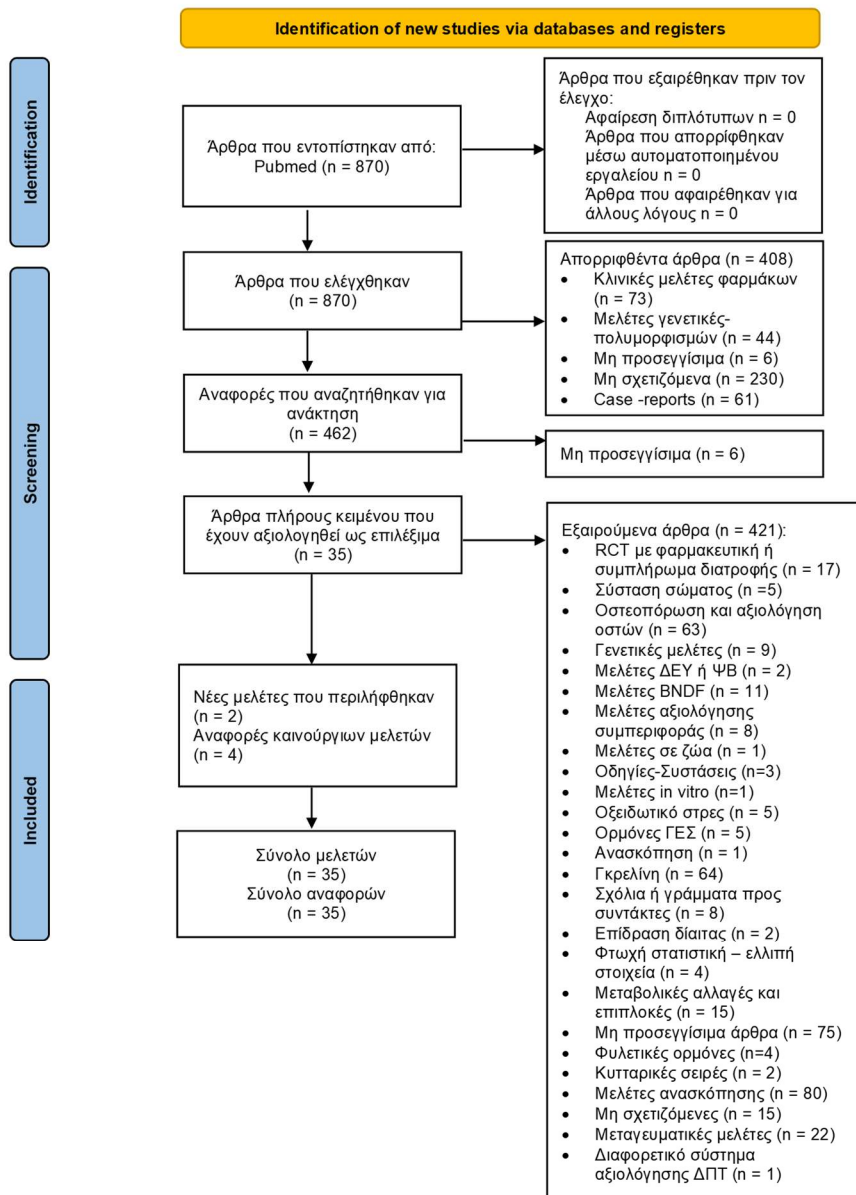 Identification of new studies via databases and registers
Identification
Άρθρα που εντοπίστηκαν από:
Pubmed (n = 870)
Άρθρα που εξαιρέθηκαν πριν τον
έλεγχο:
Αφαίρεση διπλότυπων n = 0
Άρθρα που απορρίφθηκαν
μέσω αυτοματοποιημένου
εργαλείου n = 0
Άρθρα που αφαιρέθηκαν για
άλλους λόγους n = 0
Screening
Άρθρα που ελέγχθηκαν
(n = 870)
Απορριφθέντα άρθρα (n = 408)
• Κλινικές μελέτες φαρμάκων
(n = 73)
• Μελέτες γενετικές-
πολυμορφισμών (n = 44)
• Μη προσεγγίσιμα (n = 6)
• Μη σχετιζόμενα (n = 230)
• Case -reports (n = 61)
Αναφορές που αναζητήθηκαν για
ανάκτηση
(n = 462)
Μη προσεγγίσιμα (n = 6)
Άρθρα πλήρους κειμένου που
έχουν αξιολογηθεί ως επιλέξιμα
(n = 35)
Εξαιρούμενα άρθρα (n = 421):
• RCT με φαρμακευτική ή
συμπλήρωμα διατροφής (n = 17)
• Σύσταση σώματος (n =5)
• Οστεοπόρωση και αξιολόγηση
οστών (n = 63)
• Γενετικές μελέτες (n = 9)
• Μελέτες ΔΕΥ ή ΨΒ (n = 2)
• Μελέτες BNDF (n = 11)
• Μελέτες αξιολόγησης
συμπεριφοράς (n = 8)
• Μελέτες σε ζώα (n = 1)
• Οδηγίες-Συστάσεις (n=3)
• Μελέτες in vitro (n=1)
• Οξειδωτικό στρες (n = 5)
• Ορμόνες ΓΕΣ (n = 5)
• Ανασκόπηση (n = 1)
• Γκρελίνη (n = 64)
• Σχόλια ή γράμματα προς
συντάκτες (n = 8)
• Επίδραση δίαιτας (n = 2)
• Φτωχή στατιστική – ελλιπή
στοιχεία (n = 4)
• Μεταβολικές αλλαγές και
επιπλοκές (n = 15)
• Μη προσεγγίσιμα άρθρα (n = 75)
• Φυλετικές ορμόνες (n=4)
• Κυτταρικές σειρές (n = 2)
• Μελέτες ανασκόπησης (n = 80)
• Μη σχετιζόμενες (n = 15)
• Μεταγευματικές μελέτες (n = 22)
• Διαφορετικό σύστημα
αξιολόγησης ΔΠΤ (n = 1)
Included
Νέες μελέτες που περιλήφθηκαν
(n = 2)
Αναφορές καινούργιων μελετών
(n = 4)
Σύνολο μελετών
(n = 35)
Σύνολο αναφορών
(n = 35)